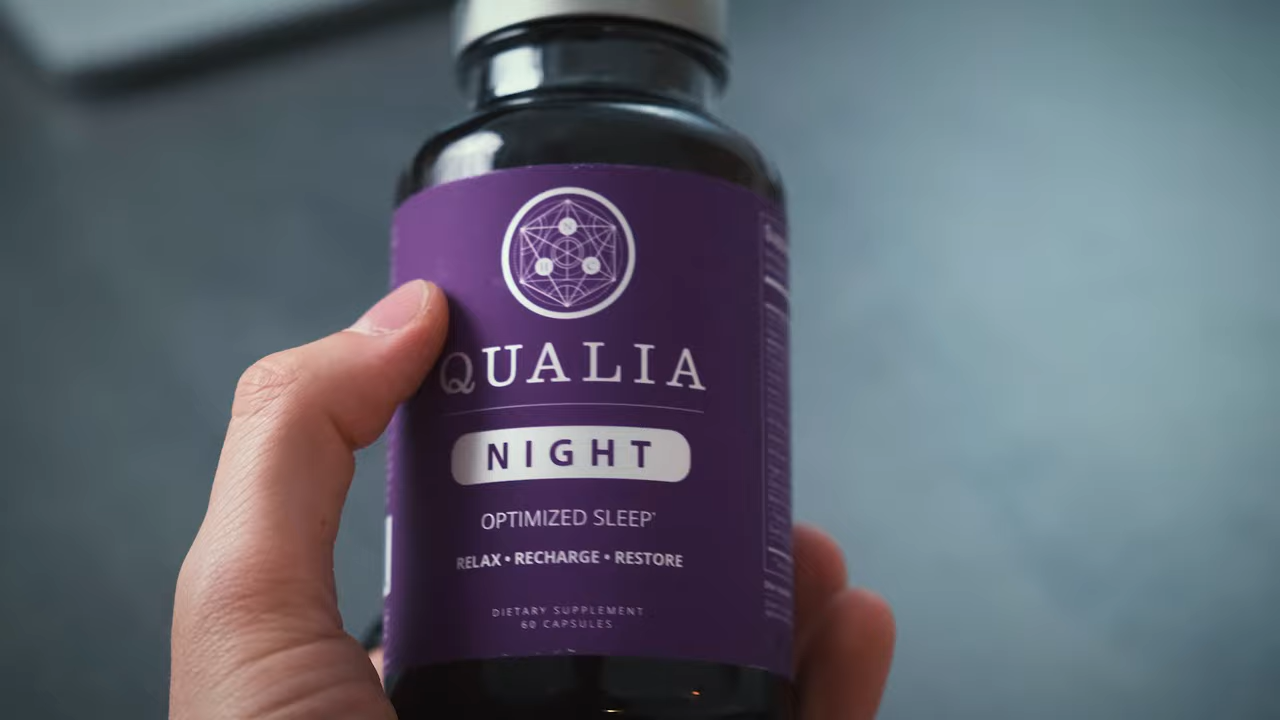 QUALIA
NIGHT
OPTIMIZED SLEEP*
RELAX • RECHARGE • RESTORE
DIETARY SUPPLEMENT
60 CAPSULES